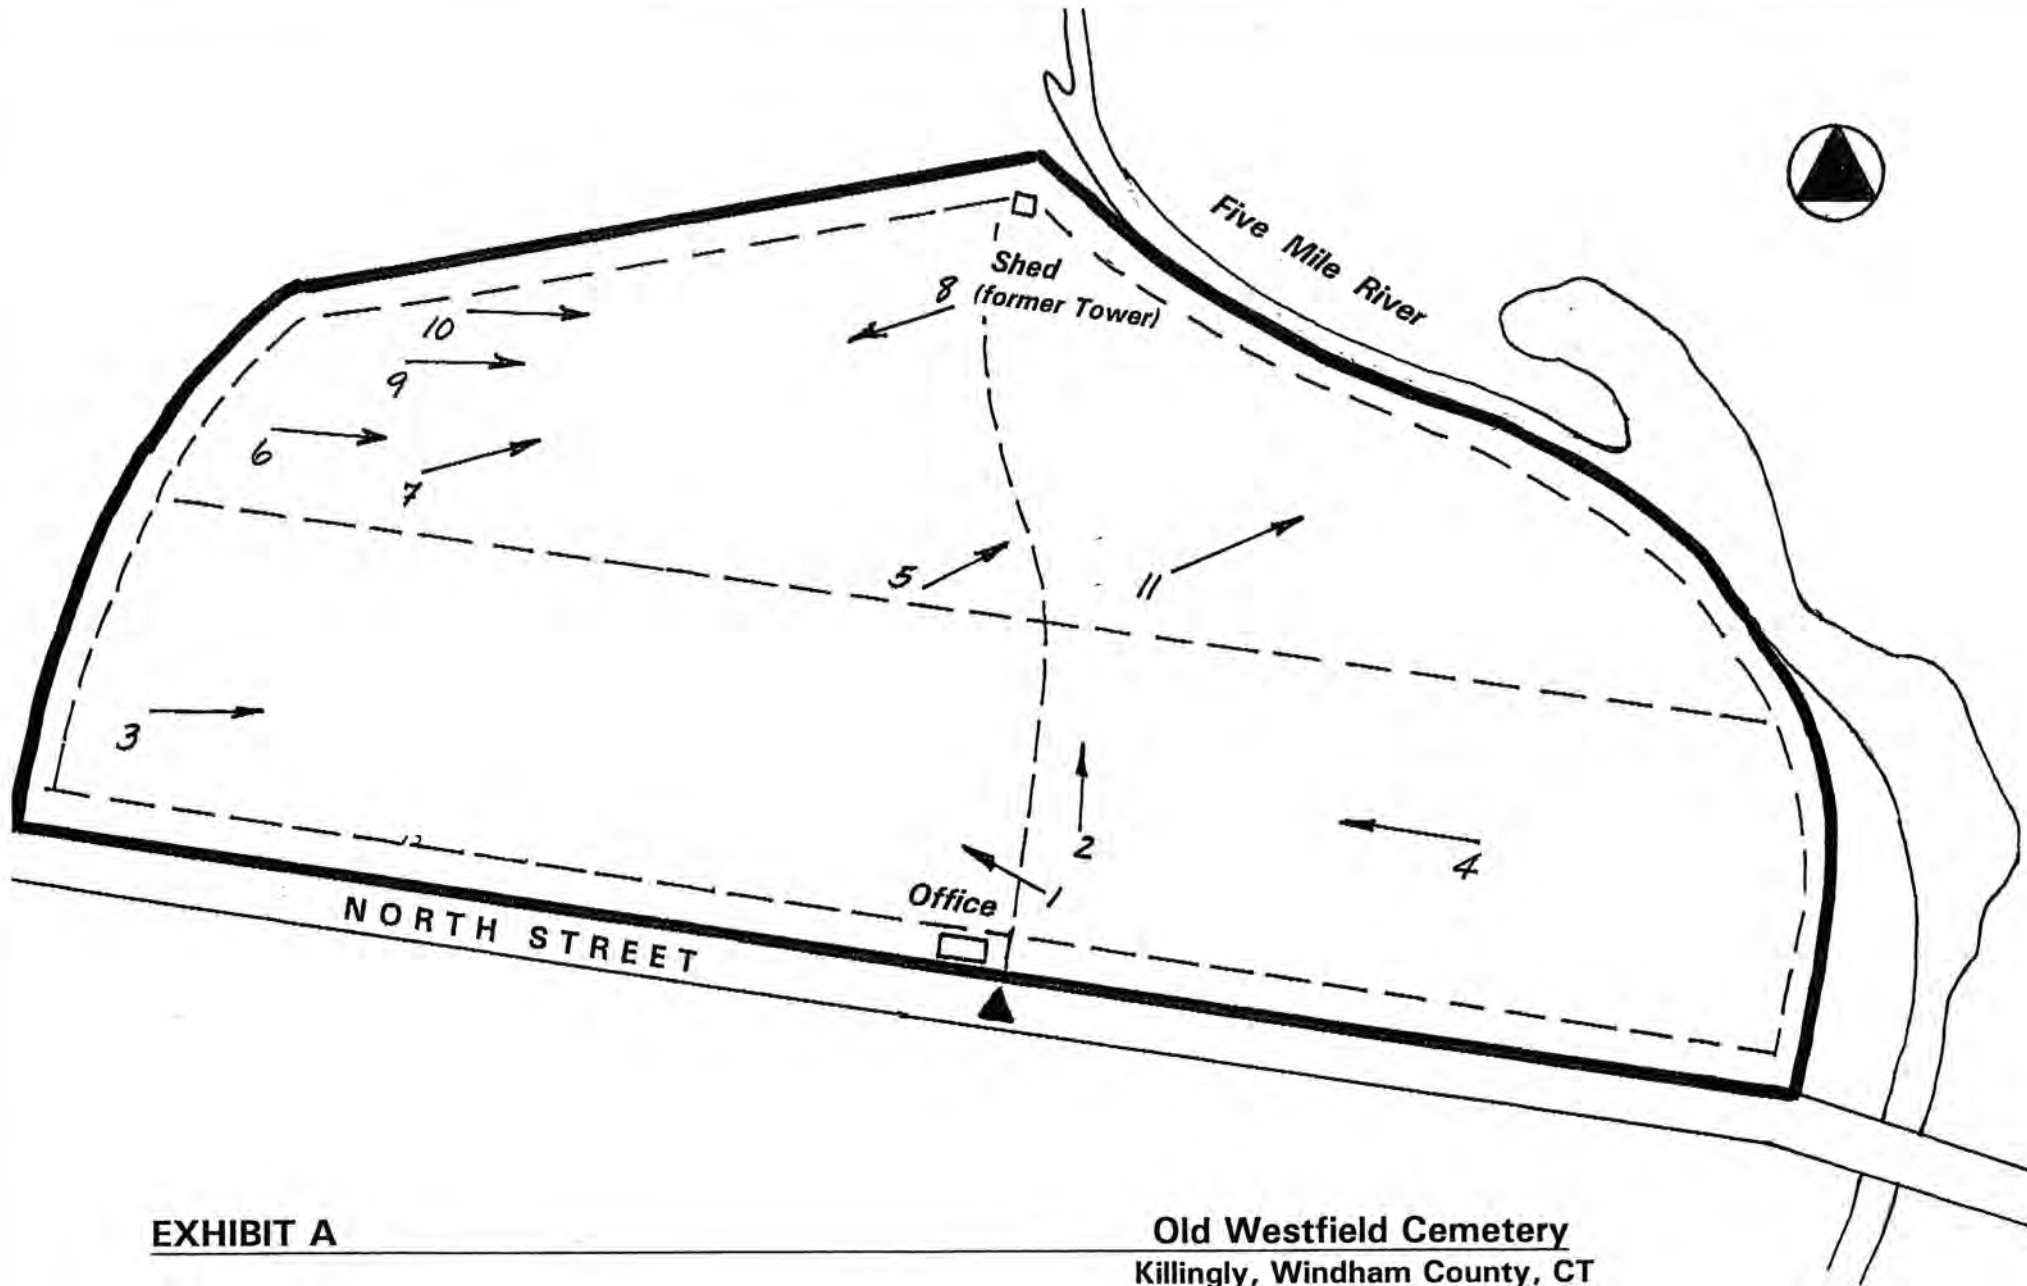 Five Mile River
Shed
(former Tower)
8
10
9
6
7
5
11
3
2
4
1
Office
NORTH STREET
EXHIBIT A
Old Westfield Cemetery
Killingly, Windham County, CT